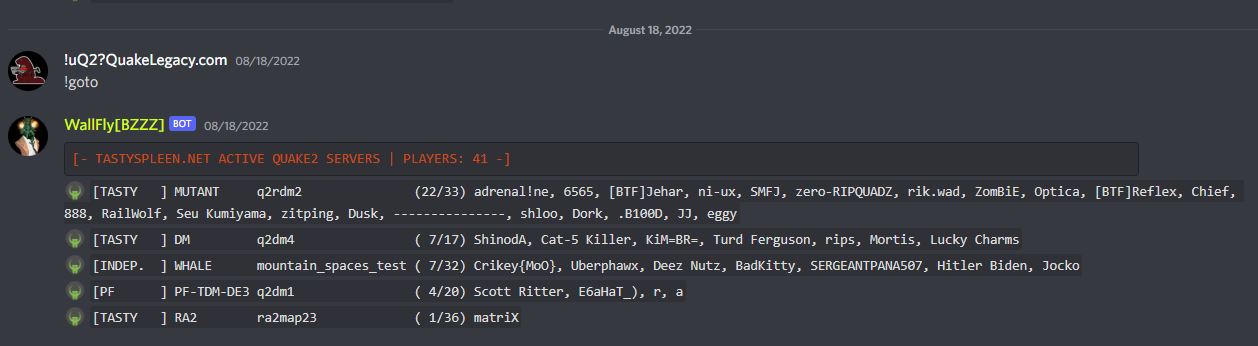 August 18, 2022
!uQ2?QuakeLegacy.com 08/18/2022
!goto
WallFly[BZZZ] BOT 08/18/2022
[- TASTYSPLEEN.NET ACTIVE QUAKE2 SERVERS | PLAYERS: 41 -]
[TASTY   ] MUTANT     q2rdm2               (22/33) adrenal!ne, 6565, [BTF]Jehar, ni-ux, SMFJ, zero-RIPQUADZ, rik.wad, ZomBiE, Optica, [BTF]Reflex, Chief,
888, RailWolf, Seu Kumiyama, zitping, Dusk, ---------------, shloo, Dork, .B100D, JJ, eggy
[TASTY   ] DM         q2dm4                ( 7/17) ShinodA, Cat-5 Killer, KiM=BR=, Turd Ferguson, rips, Mortis, Lucky Charms
[INDEP.  ] WHALE      mountain_spaces_test ( 7/32) Crikey{MoO}, Uberphawx, Deez Nutz, BadKitty, SERGEANTPANA507, Hitler Biden, Jocko
[PF      ] PF-TDM-DE3 q2dm1                ( 4/20) Scott Ritter, E6aHaT_), r, a
[TASTY   ] RA2        ra2map23             ( 1/36) matriX